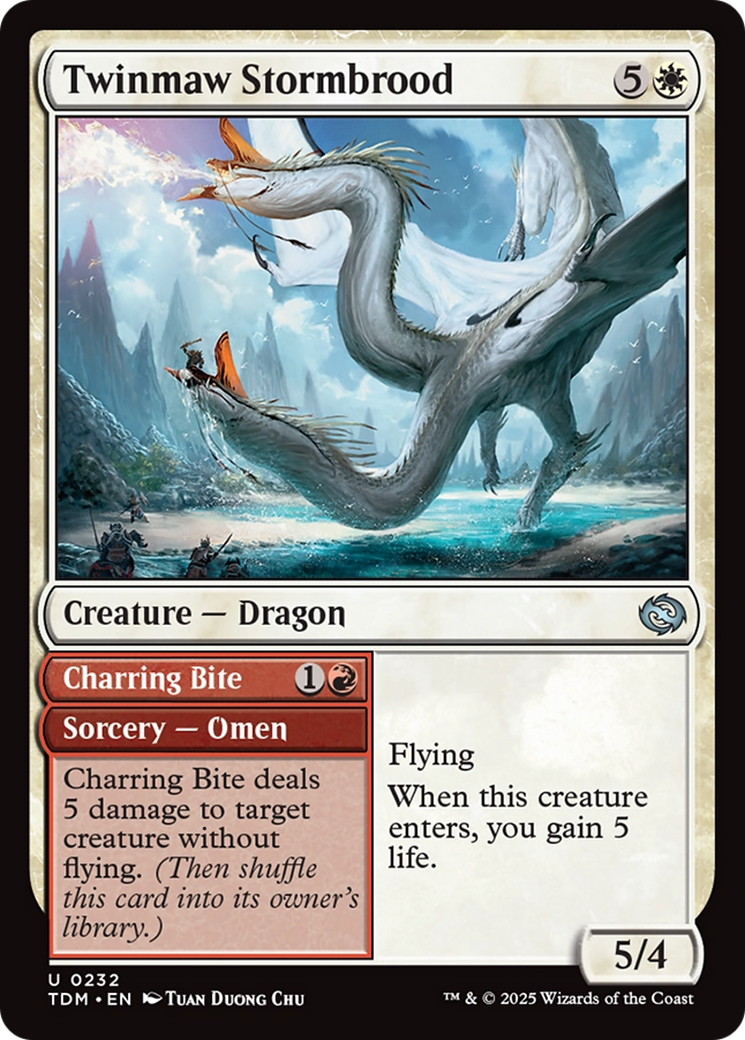 Twinmaw Stormbrood 5
Creature — Dragon
Charring Bite 1
Sorcery — Omen
Charring Bite deals
5 damage to target
creature without
flying. (Then shuffle
this card into its owner's
library.)
Flying
When this creature
enters, you gain 5
life.
5/4
U 0232
TDM • EN Tuan Duong Chu
™ & © 2025 Wizards of the Coast